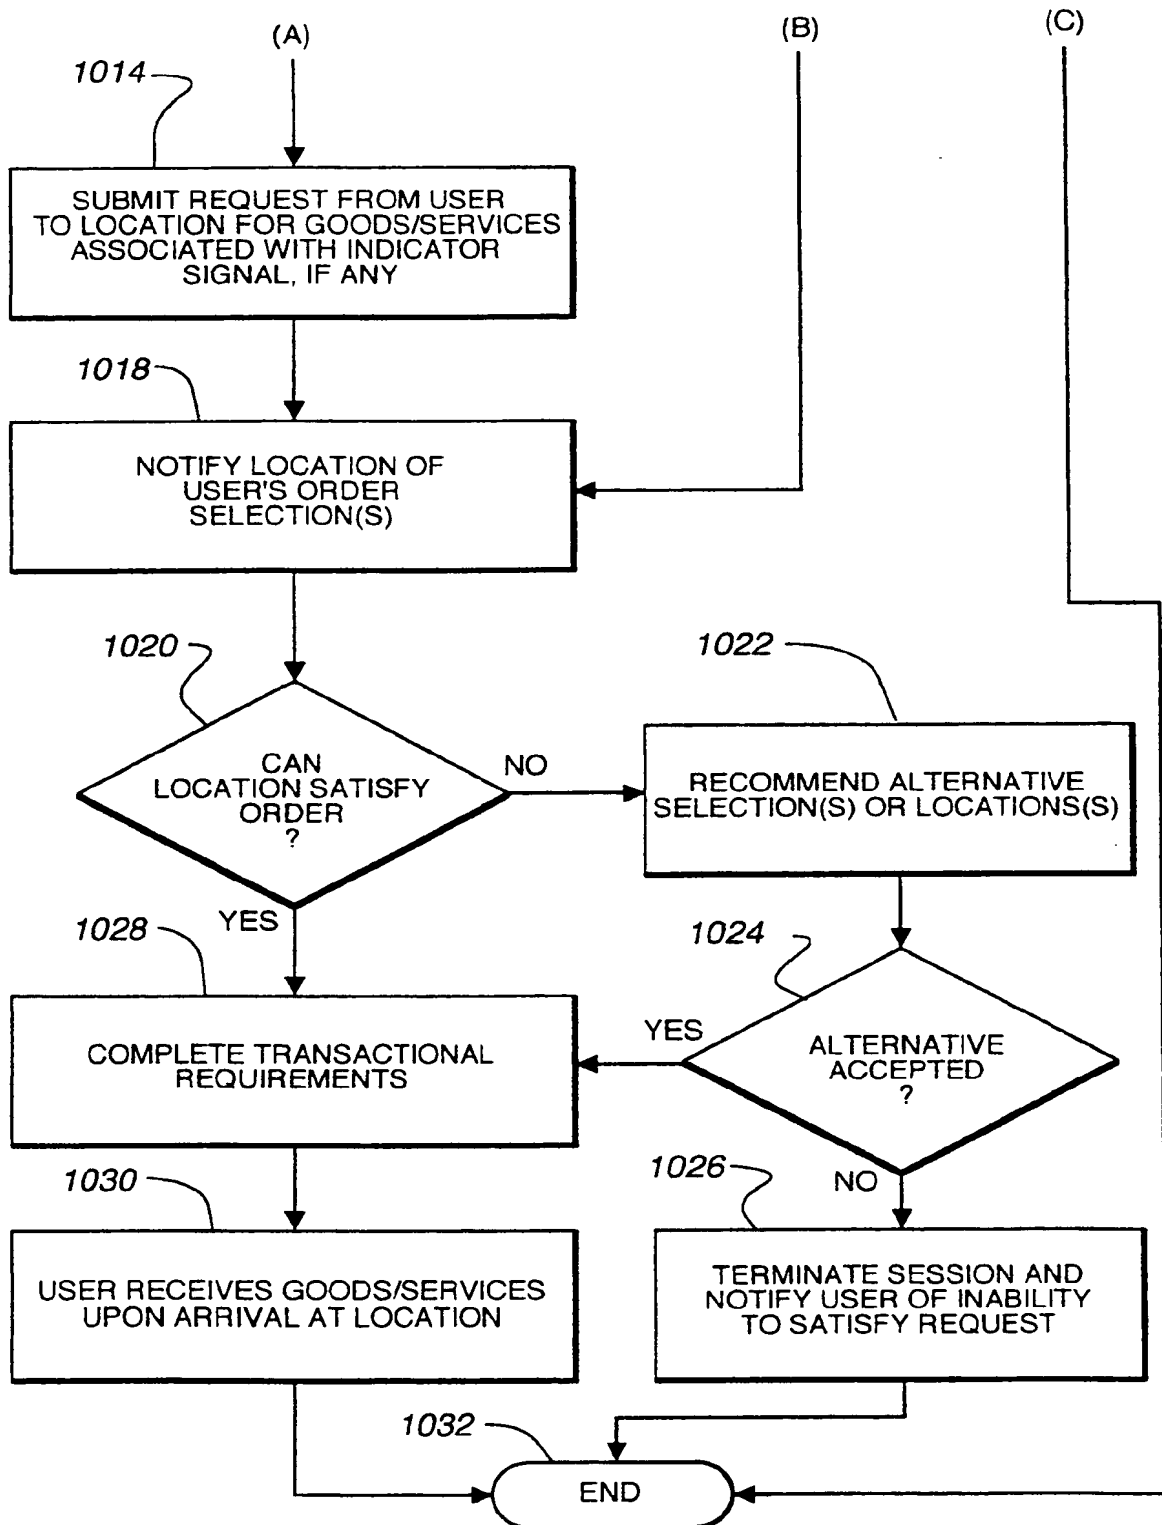 (A)
(B)
(C)
1014
SUBMIT REQUEST FROM USER
TO LOCATION FOR GOODS/SERVICES
ASSOCIATED WITH INDICATOR
SIGNAL, IF ANY
1018
NOTIFY LOCATION OF
USER'S ORDER
SELECTION(S)
1020
CAN
LOCATION SATISFY
ORDER
?
NO
YES
1022
RECOMMEND ALTERNATIVE
SELECTION(S) OR LOCATIONS(S)
1024
ALTERNATIVE
ACCEPTED
?
YES
NO
1028
COMPLETE TRANSACTIONAL
REQUIREMENTS
1026
TERMINATE SESSION AND
NOTIFY USER OF INABILITY
TO SATISFY REQUEST
1030
USER RECEIVES GOODS/SERVICES
UPON ARRIVAL AT LOCATION
1032
END